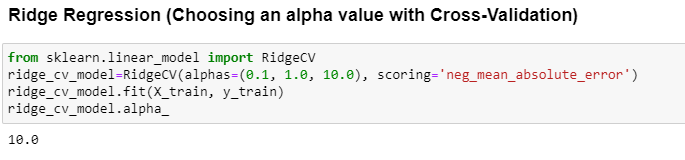 Ridge Regression (Choosing an alpha value with Cross-Validation)
from sklearn.linear_model import RidgeCV
ridge_cv_model=RidgeCV(alphas=(0.1, 1.0, 10.0), scoring='neg_mean_absolute_error')
ridge_cv_model.fit(X_train, y_train)
ridge_cv_model.alpha_
10.0